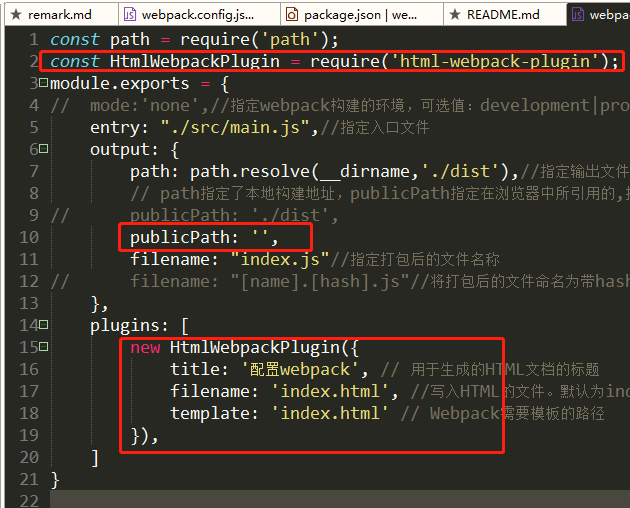 remark.md webpack.config.js... package.json | we... README.md webpa
1 const path = require('path');
2 const HtmlWebpackPlugin = require('html-webpack-plugin');
3 module.exports = {
4 // mode:'none',//指定webpack构建的环境，可选值：development|pro
5 entry: "./src/main.js",//指定入口文件
6 output: {
7 path: path.resolve(__dirname,'./dist'),//指定输出文件
8 // path指定了本地构建地址，publicPath指定在浏览器中所引用的,
9 // publicPath: './dist',
10 publicPath: '',
11 filename: "index.js"//指定打包后的文件名称
12 // filename: "[name].[hash].js"//将打包后的文件命名为带hash
13 },
14 plugins: [
15 new HtmlWebpackPlugin({
16 title: '配置webpack', // 用于生成的HTML文档的标题
17 filename: 'index.html', //写入HTML的文件。默认为ind
18 template: 'index.html' // Webpack需要模板的路径
19 }),
20 ]
21 }
22